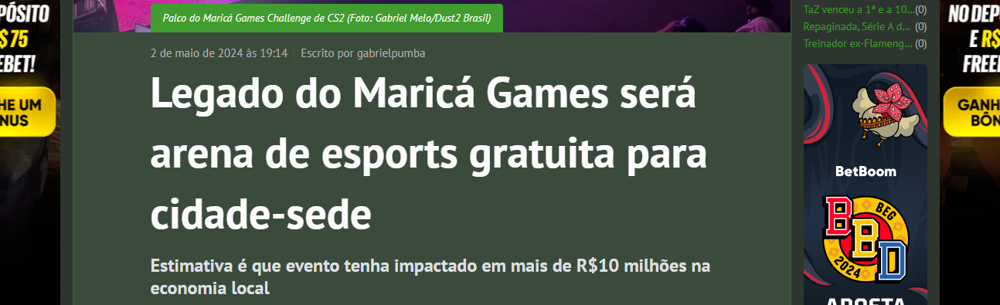 PÓSITO
$ 75
EBET!
HE UM
NUS
Palco do Maricá Games Challenge de CS2 (Foto: Gabriel Melo/Dust2 Brasil)
2 de maio de 2024 às 19:14
Escrito por gabrielpumba
Legado do Maricá Games será
arena de esports gratuita para
cidade-sede
Estimativa é que evento tenha impactado em mais de R$10 milhões na
economia local
TaZ venceu a 1ª e a 10... (0)
Repaginada, Série A d... (0)
Treinador ex-Flameng... (0)
BetBoom
BEG
BBD
2024
APOSTA
NO DEP
E R$
FREE
GANH
BÔN